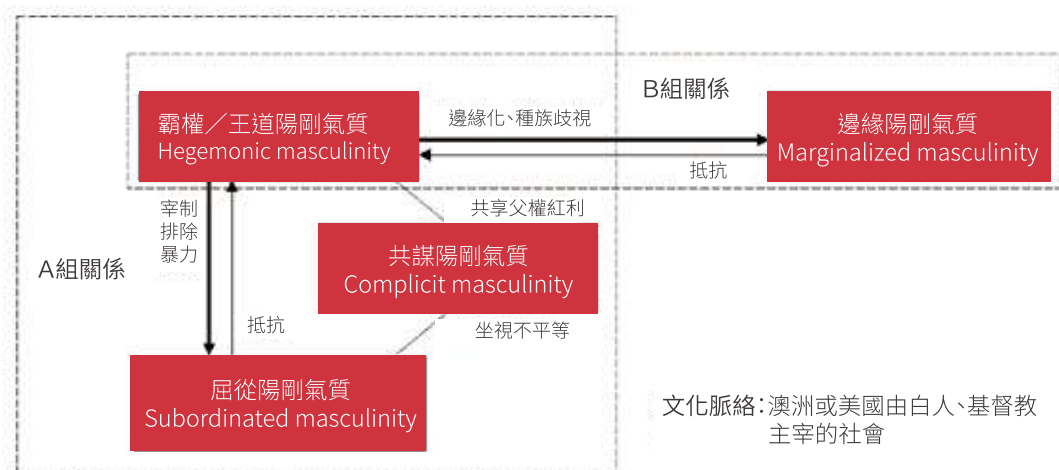 B組關係
霸權／王道陽剛氣質
Hegemonic masculinity
邊緣化、種族歧視
抵抗
邊緣陽剛氣質
Marginalized masculinity
宰制
排除
暴力
共享父權紅利
A組關係
共謀陽剛氣質
Complicit masculinity
抵抗
坐視不平等
屈從陽剛氣質
Subordinated masculinity
文化脈絡：澳洲或美國由白人、基督教
主宰的社會